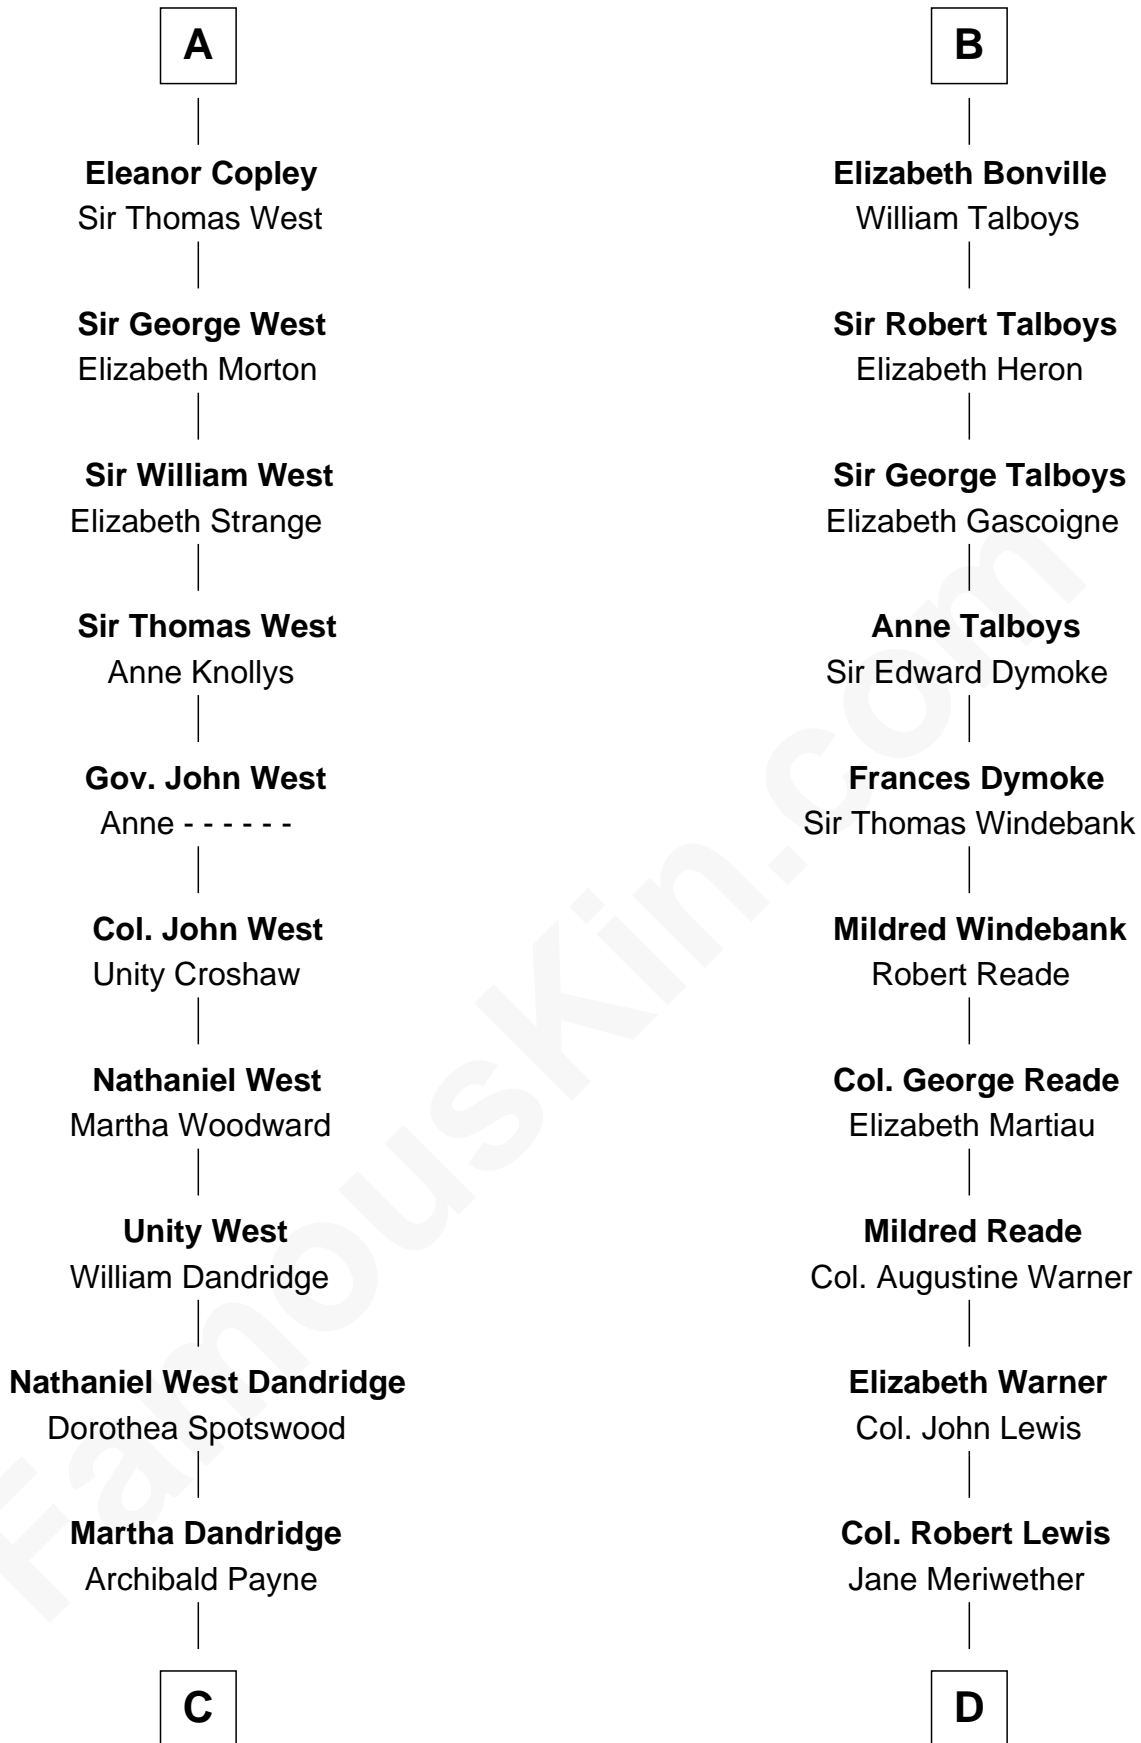 A
Eleanor Copley
Sir Thomas West
Sir George West
Elizabeth Morton
Sir William West
Elizabeth Strange
Sir Thomas West
Anne Knollys
Gov. John West
Anne - - - - - -
Col. John West
Unity Croshaw
Nathaniel West
Martha Woodward
Unity West
William Dandridge
Nathaniel West Dandridge
Dorothea Spotswood
Martha Dandridge
Archibald Payne
C
B
Elizabeth Bonville
William Talboys
Sir Robert Talboys
Elizabeth Heron
Sir George Talboys
Elizabeth Gascoigne
Anne Talboys
Sir Edward Dymoke
Frances Dymoke
Sir Thomas Windebank
Mildred Windebank
Robert Reade
Col. George Reade
Elizabeth Martiau
Mildred Reade
Col. Augustine Warner
Elizabeth Warner
Col. John Lewis
Col. Robert Lewis
Jane Meriwether
D
FamousKin.com